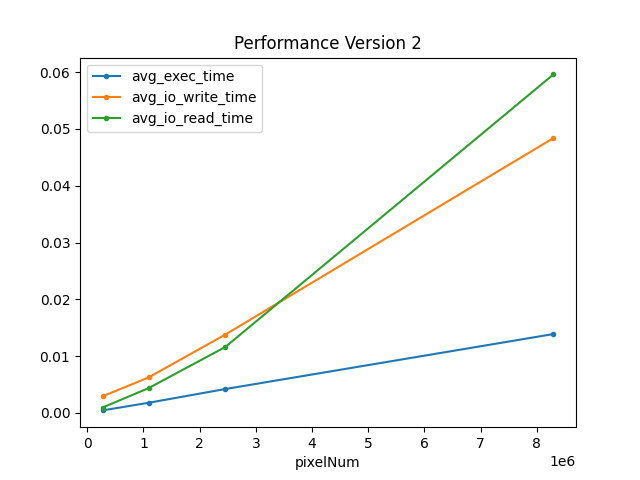 Performance Version 2
avg_exec_time
avg_io_write_time
avg_io_read_time
0.06
0.05
0.04
0.03
0.02
0.01
0.00
0 1 2 3 4 5 6 7 8
1e6
pixelNum